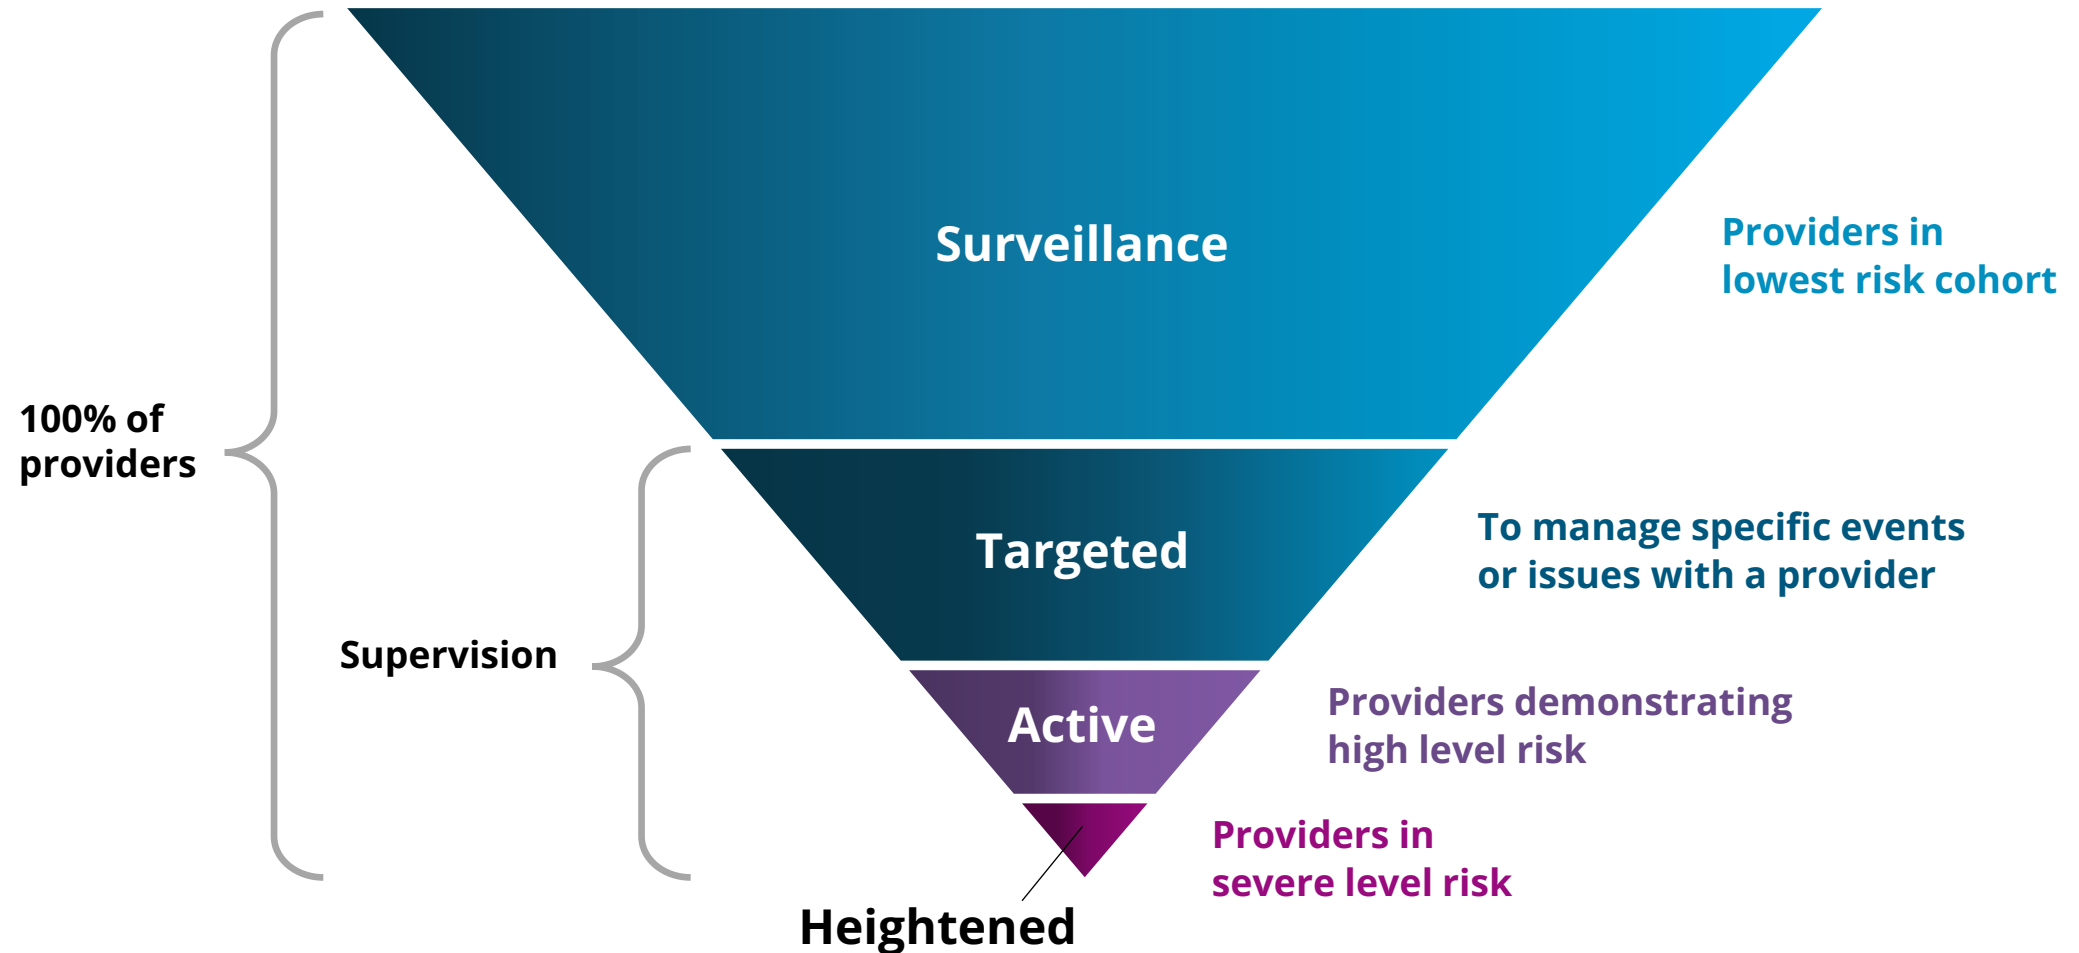 Surveillance
Providers in
lowest risk cohort
100% of
providers
Targeted
To manage specific events
or issues with a provider
Supervision
Active
Providers demonstrating
high level risk
Providers in
severe level risk
Heightened